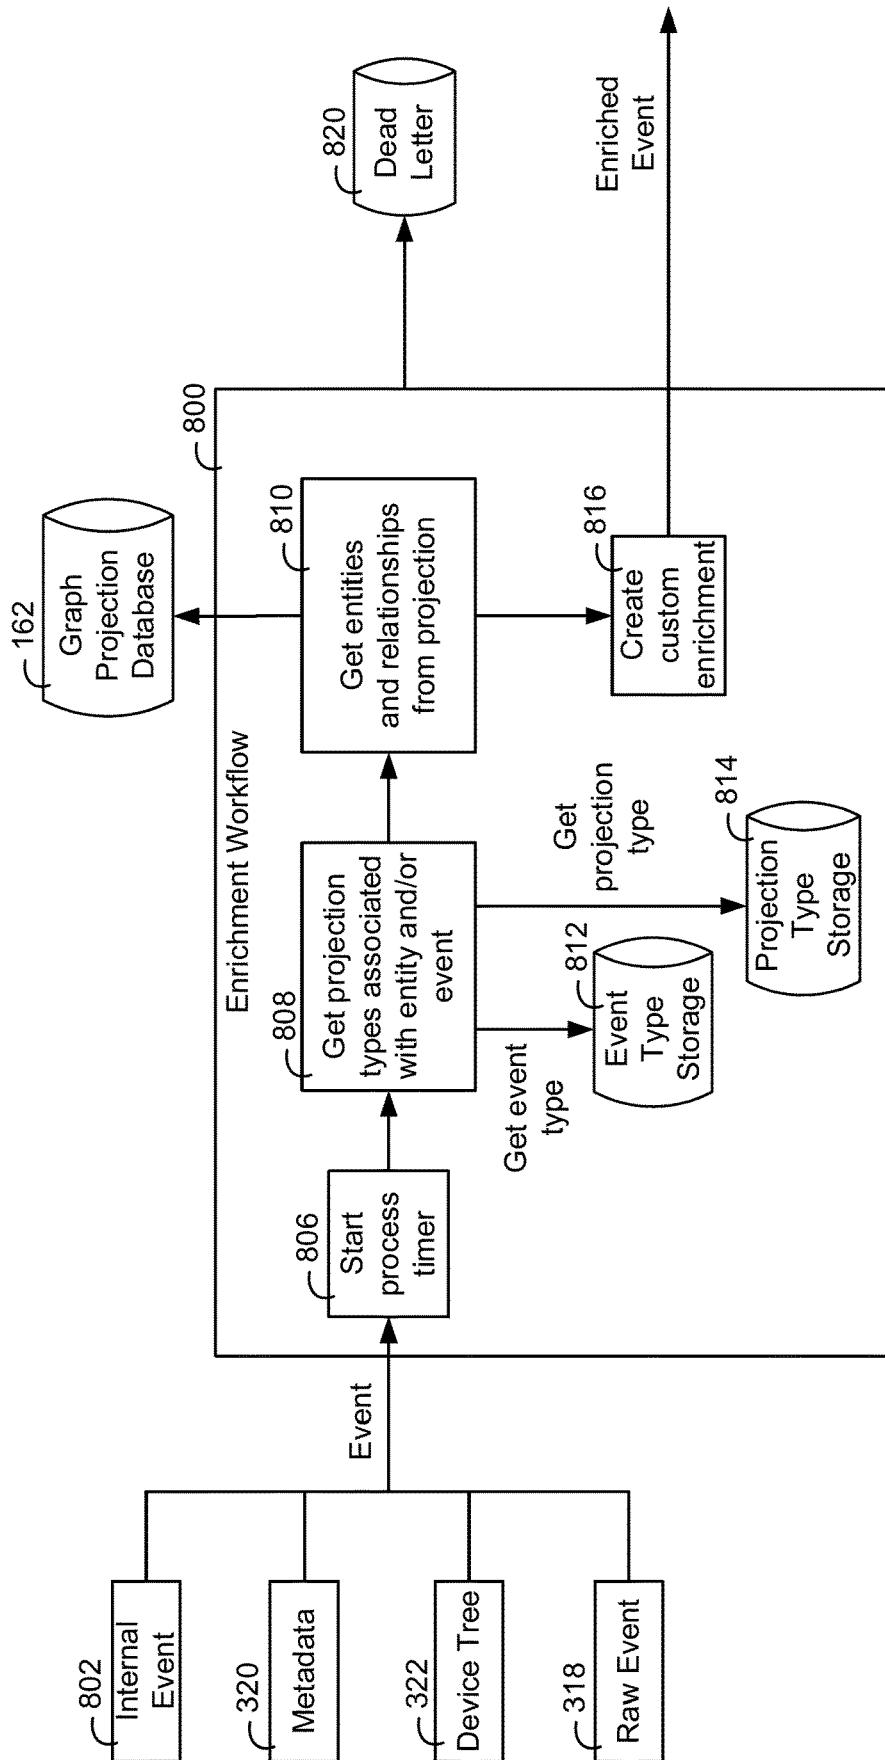 802
Internal
Event
320
Metadata
322
Device Tree
318
Raw Event
Event
Enrichment Workflow
800
806
Start
process
timer
808
Get projection
types associated
with entity and/or
event
810
Get entities
and relationships
from projection
162
Graph
Projection
Database
Get event
type
812
Event
Type
Storage
Get
projection
type
814
Projection
Type
Storage
816
Create
custom
enrichment
820
Dead
Letter
Enriched
Event